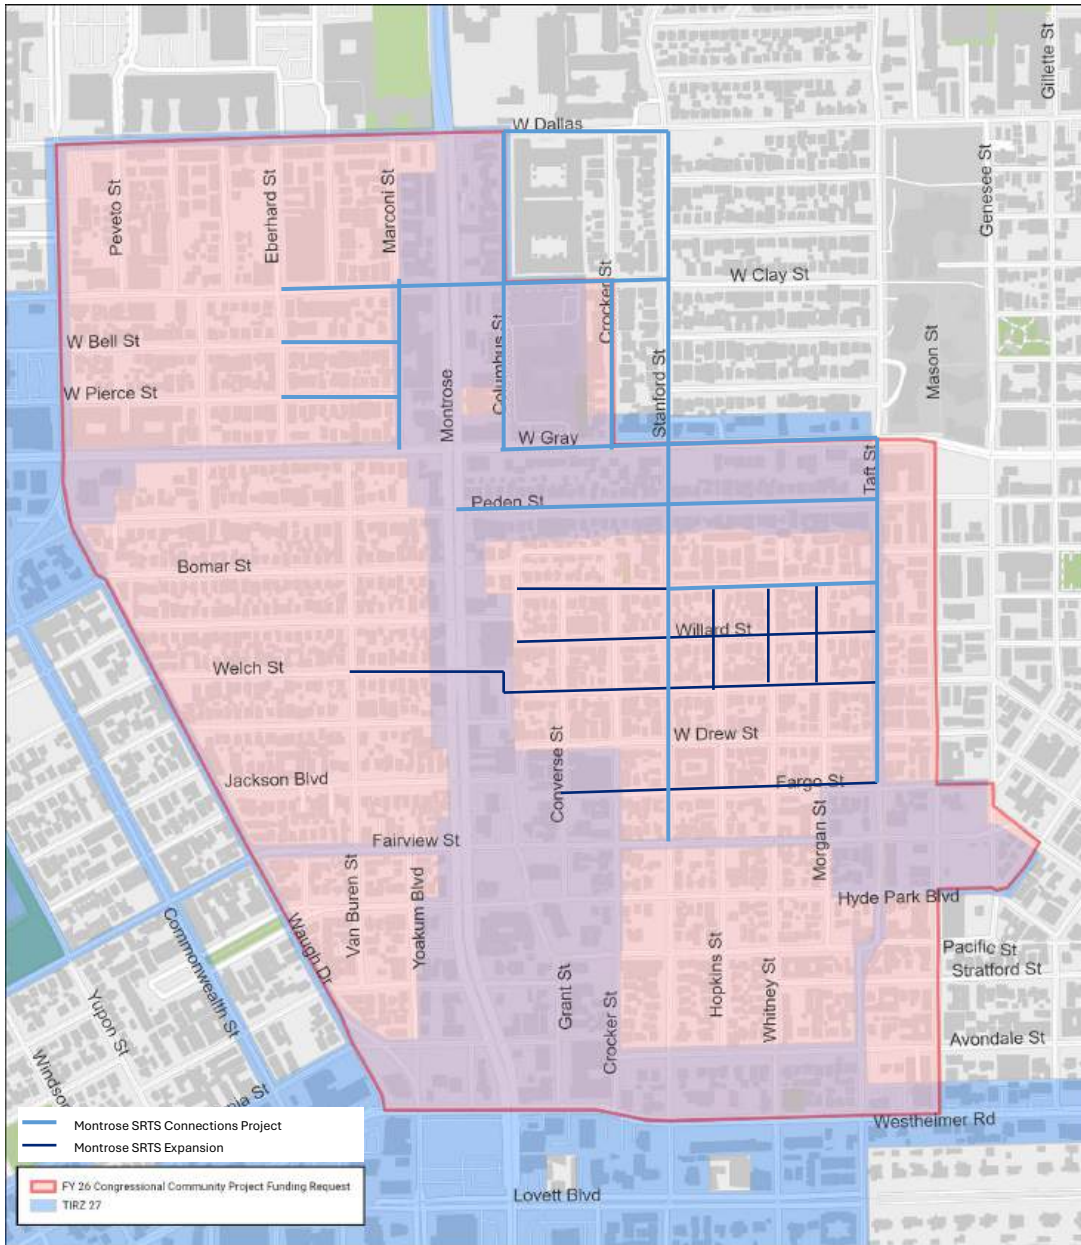 Gillette St
W Dallas
Genesee St
Peveto St
Eberhard St
Marconi St
W Clay St
Crocker St
W Bell St
Columbus St
Mason St
W Pierce St
Montrose
Stanford St
W Gray
Taft St
Peden St
Bomar St
Willard St
Welch St
W Drew St
Converse St
Jackson Blvd
Fargo St
Fairview St
Morgan St
Van Buren St
Yoakum Blvd
Hyde Park Blvd
Waugh Dr
Commonwealth St
Pacific St
Stratford St
Hopkins St
Whitney St
Grant St
Yupon St
Crocker St
Avondale St
Windsor
St
Westheimer Rd
Montrose SRTS Connections Project
Montrose SRTS Expansion
FY 26 Congressional Community Project Funding Request
TIRZ 27
Lovett Blvd